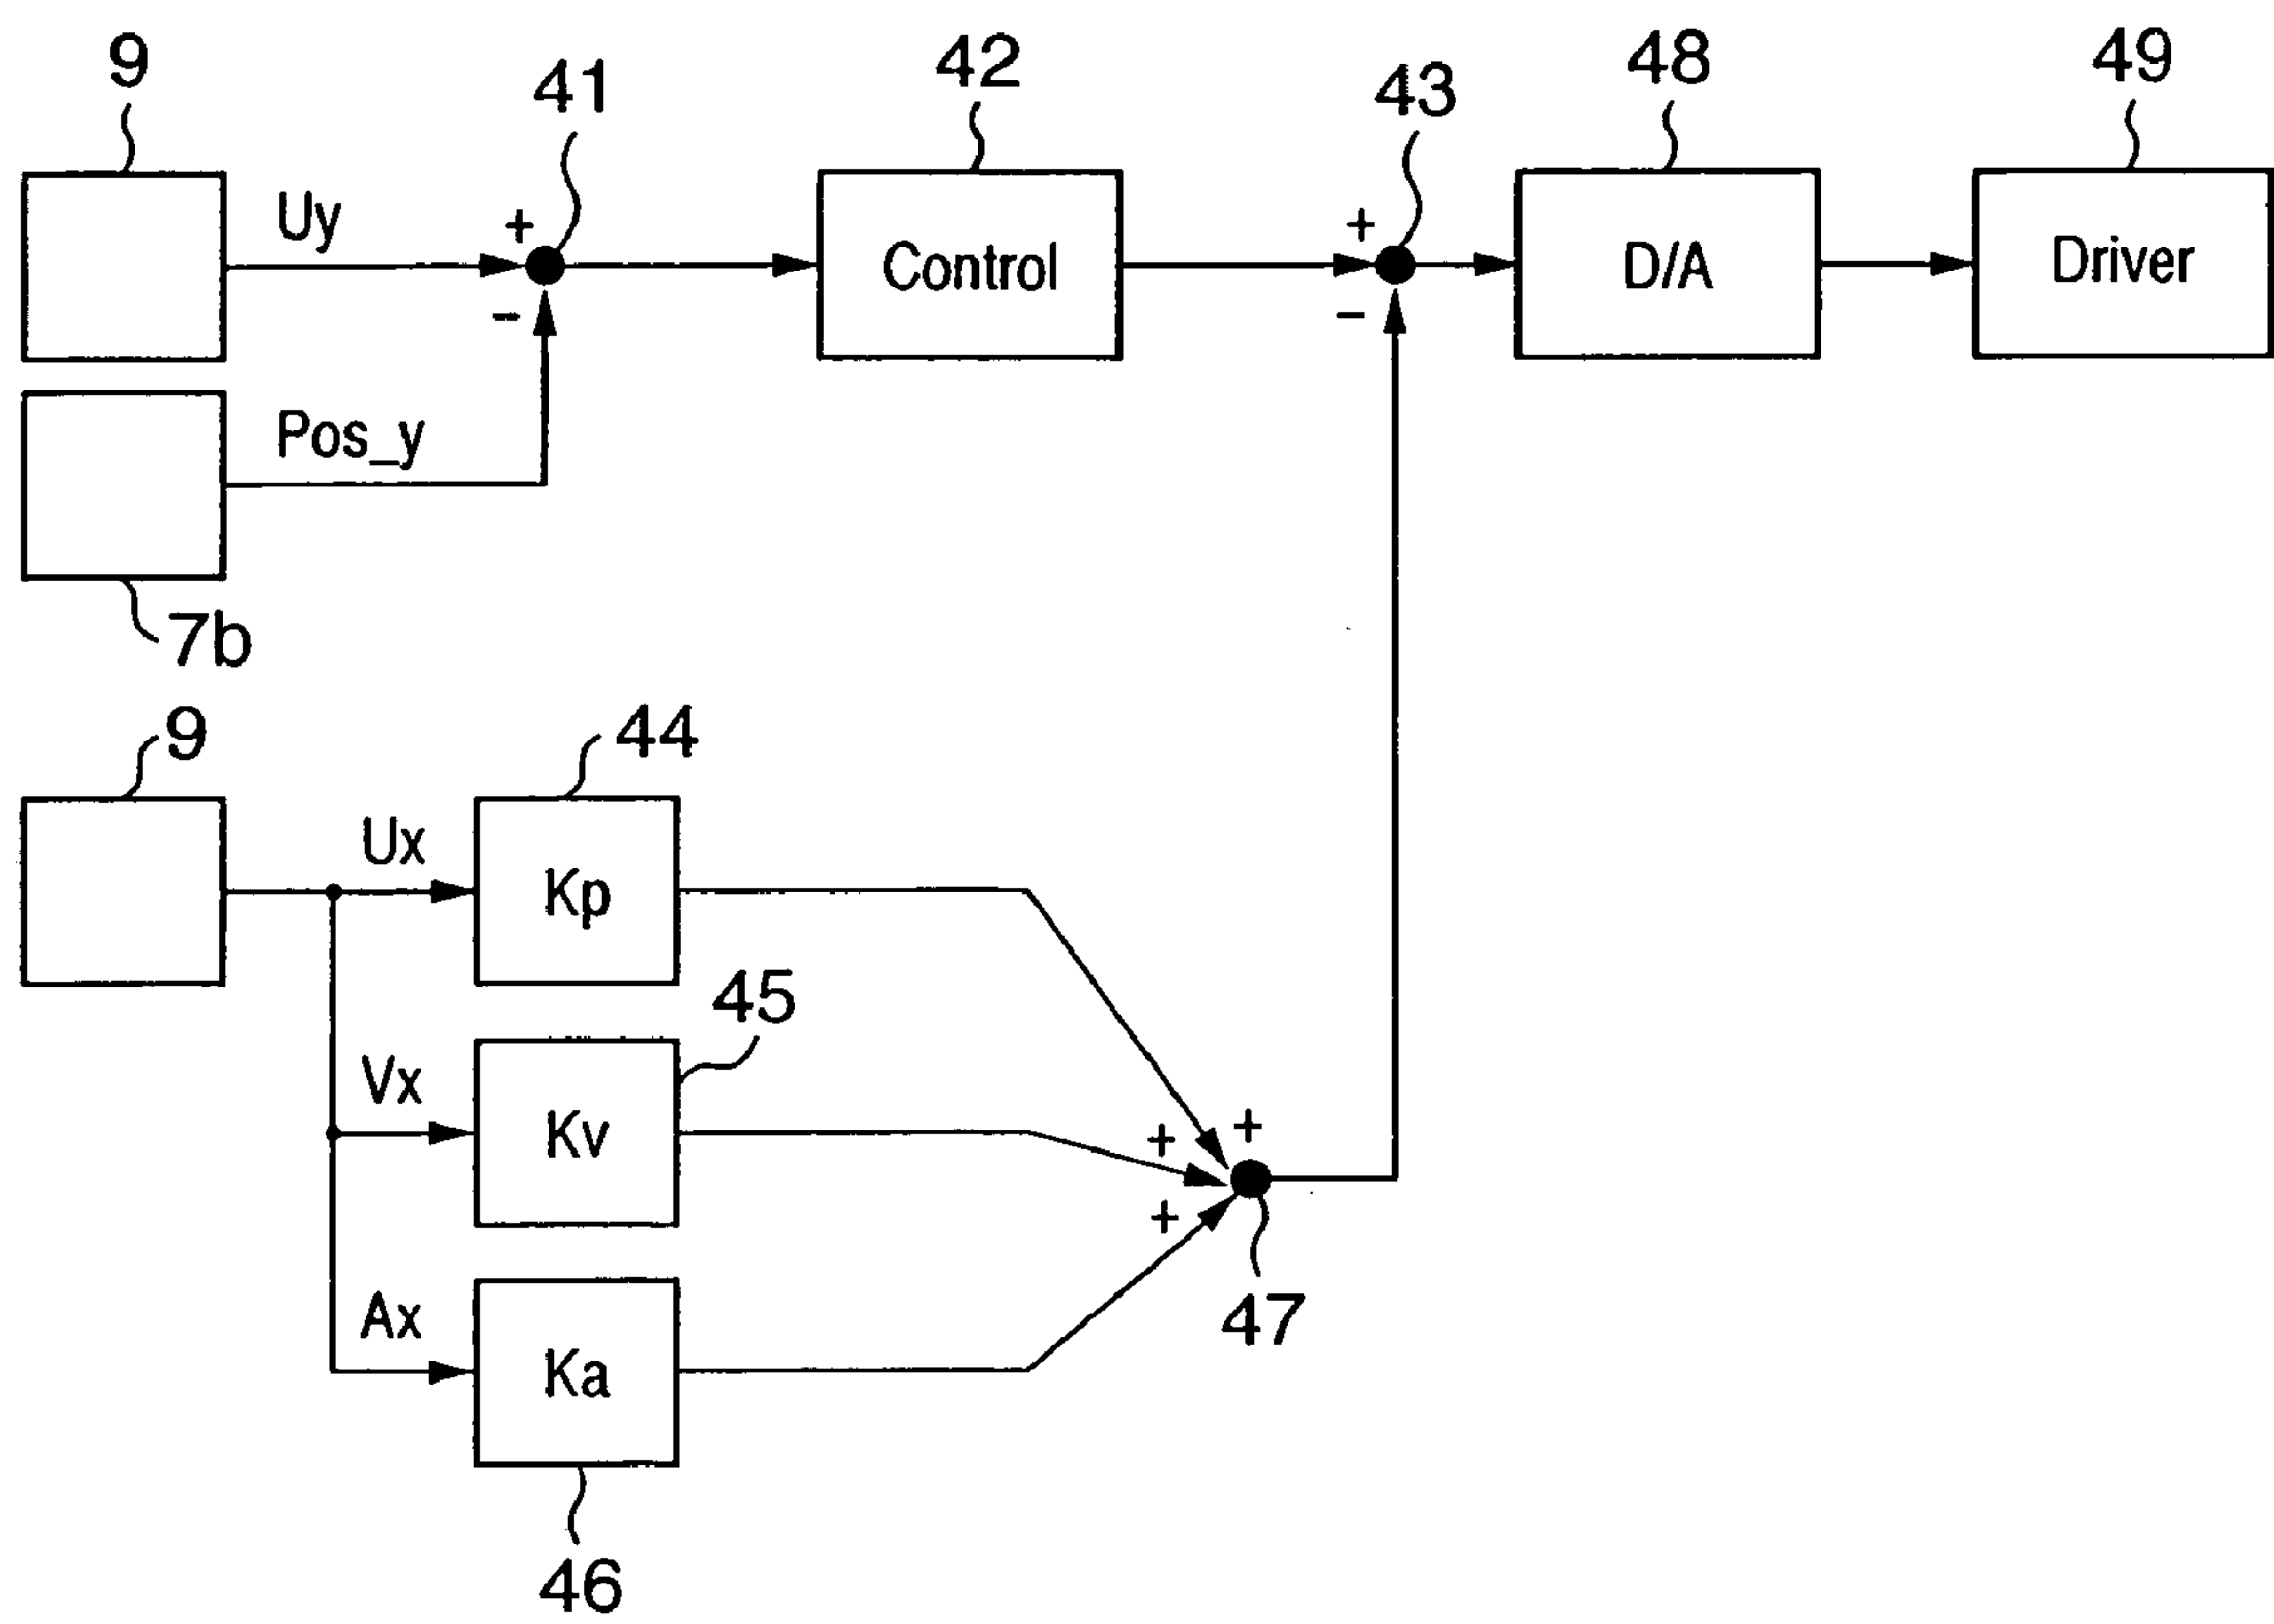 9
41
42
43
48
49
Uy
+
Control
+
D/A
Driver
-
-
Pos_y
7b
9
44
Ux
Kp
45
Vx
Kv
+
+
+
Ax
Ka
47
46